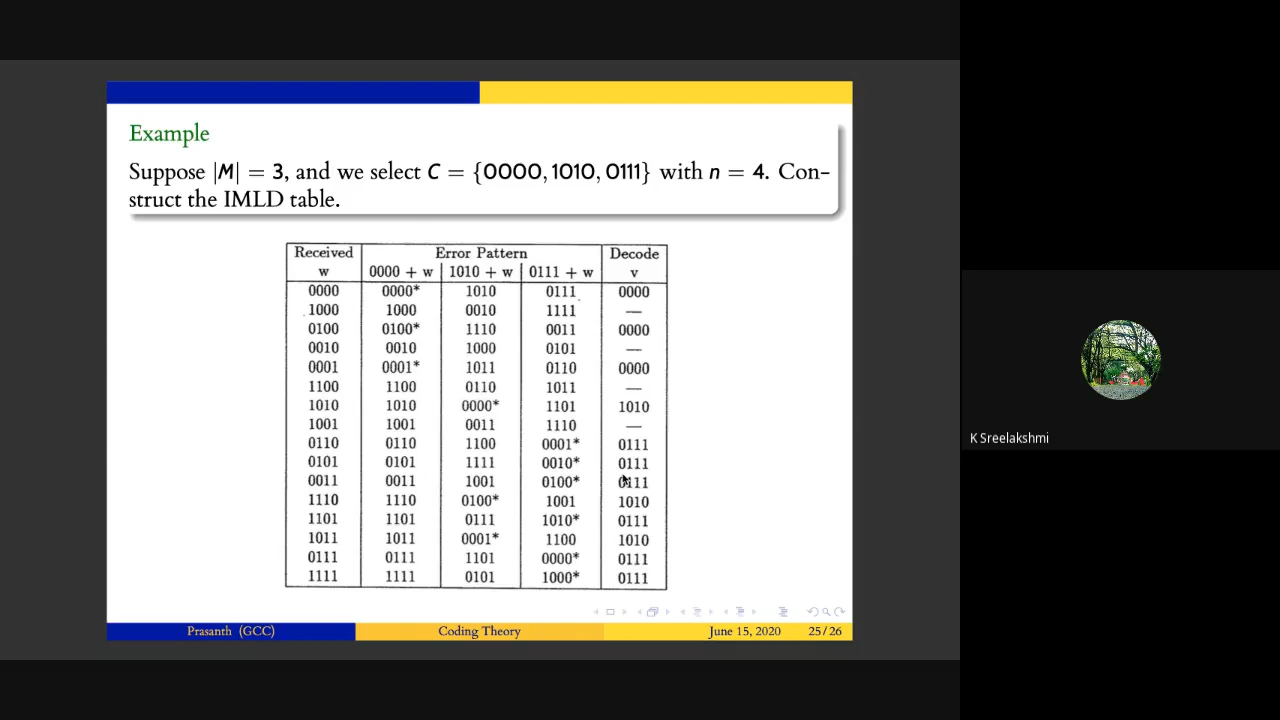 Example
Suppose |M| = 3, and we select C = {0000, 1010, 0111} with n = 4. Con-
struct the IMLD table.
Received Error Pattern Decode
w 0000 + w 1010 + w 0111 + w v
0000 0000* 1010 0111 0000
1000 1000 0010 1111 —
0100 0100* 1110 0011 0000
0010 0010 1000 0101 —
0001 0001* 1011 0110 0000
1100 1100 0110 1011 —
1010 1010 0000* 1101 1010
1001 1001 0011 1110 —
0110 0110 1100 0001* 0111
0101 0101 1111 0010* 0111
0011 0011 1001 0100* 0111
1110 1110 0100* 1001 1010
1101 1101 0111 1010* 0111
1011 1011 0001* 1100 1010
0111 0111 1101 0000* 0111
1111 1111 0101 1000* 0111
Prasanth (GCC) Coding Theory June 15, 2020 25/26
K Sreelakshmi